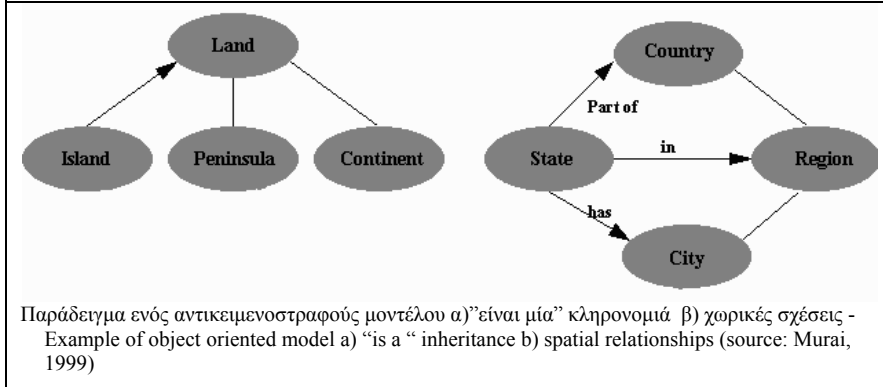 Land
Island
Peninsula
Continent
Country
Part of
State
in
Region
has
City
Παράδειγμα ενός αντικειμενοστραφούς μοντέλου α)”είναι μία” κληρονομιά β) χωρικές σχέσεις -
Example of object oriented model a) “is a “ inheritance b) spatial relationships (source: Murai,
1999)